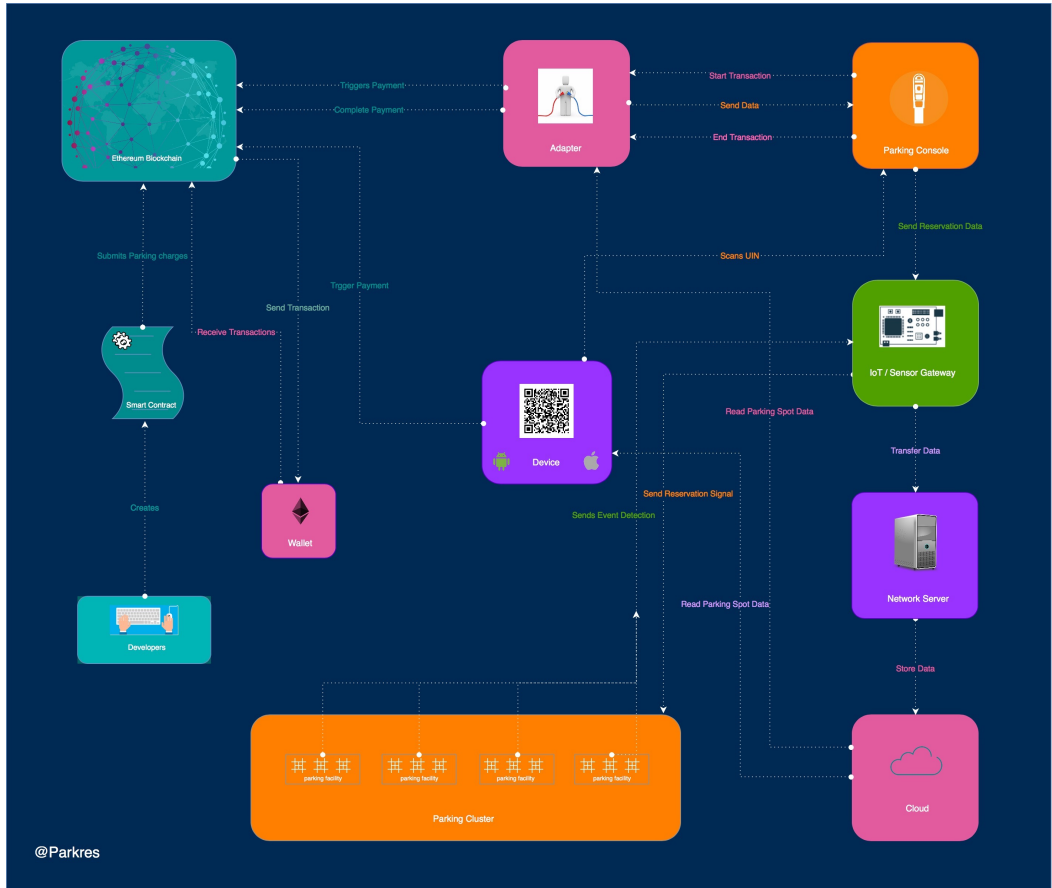 Ethereum Blockchain
Triggers Payment
Complete Payment
Adapter
Start Transaction
Send Data
End Transaction
Parking Console
Send Reservation Data
Submits Parking charges
Scans UIN
Trgger Payment
Send Transaction
Receive Transactions
Smart Contract
IoT / Sensor Gateway
Read Parking Spot Data
Transfer Data
Device
Send Reservation Signal
Sends Event Detection
Creates
Wallet
Network Server
Read Parking Spot Data
Developers
Store Data
parking facility
parking facility
parking facility
parking facility
Parking Cluster
Cloud
@Parkres